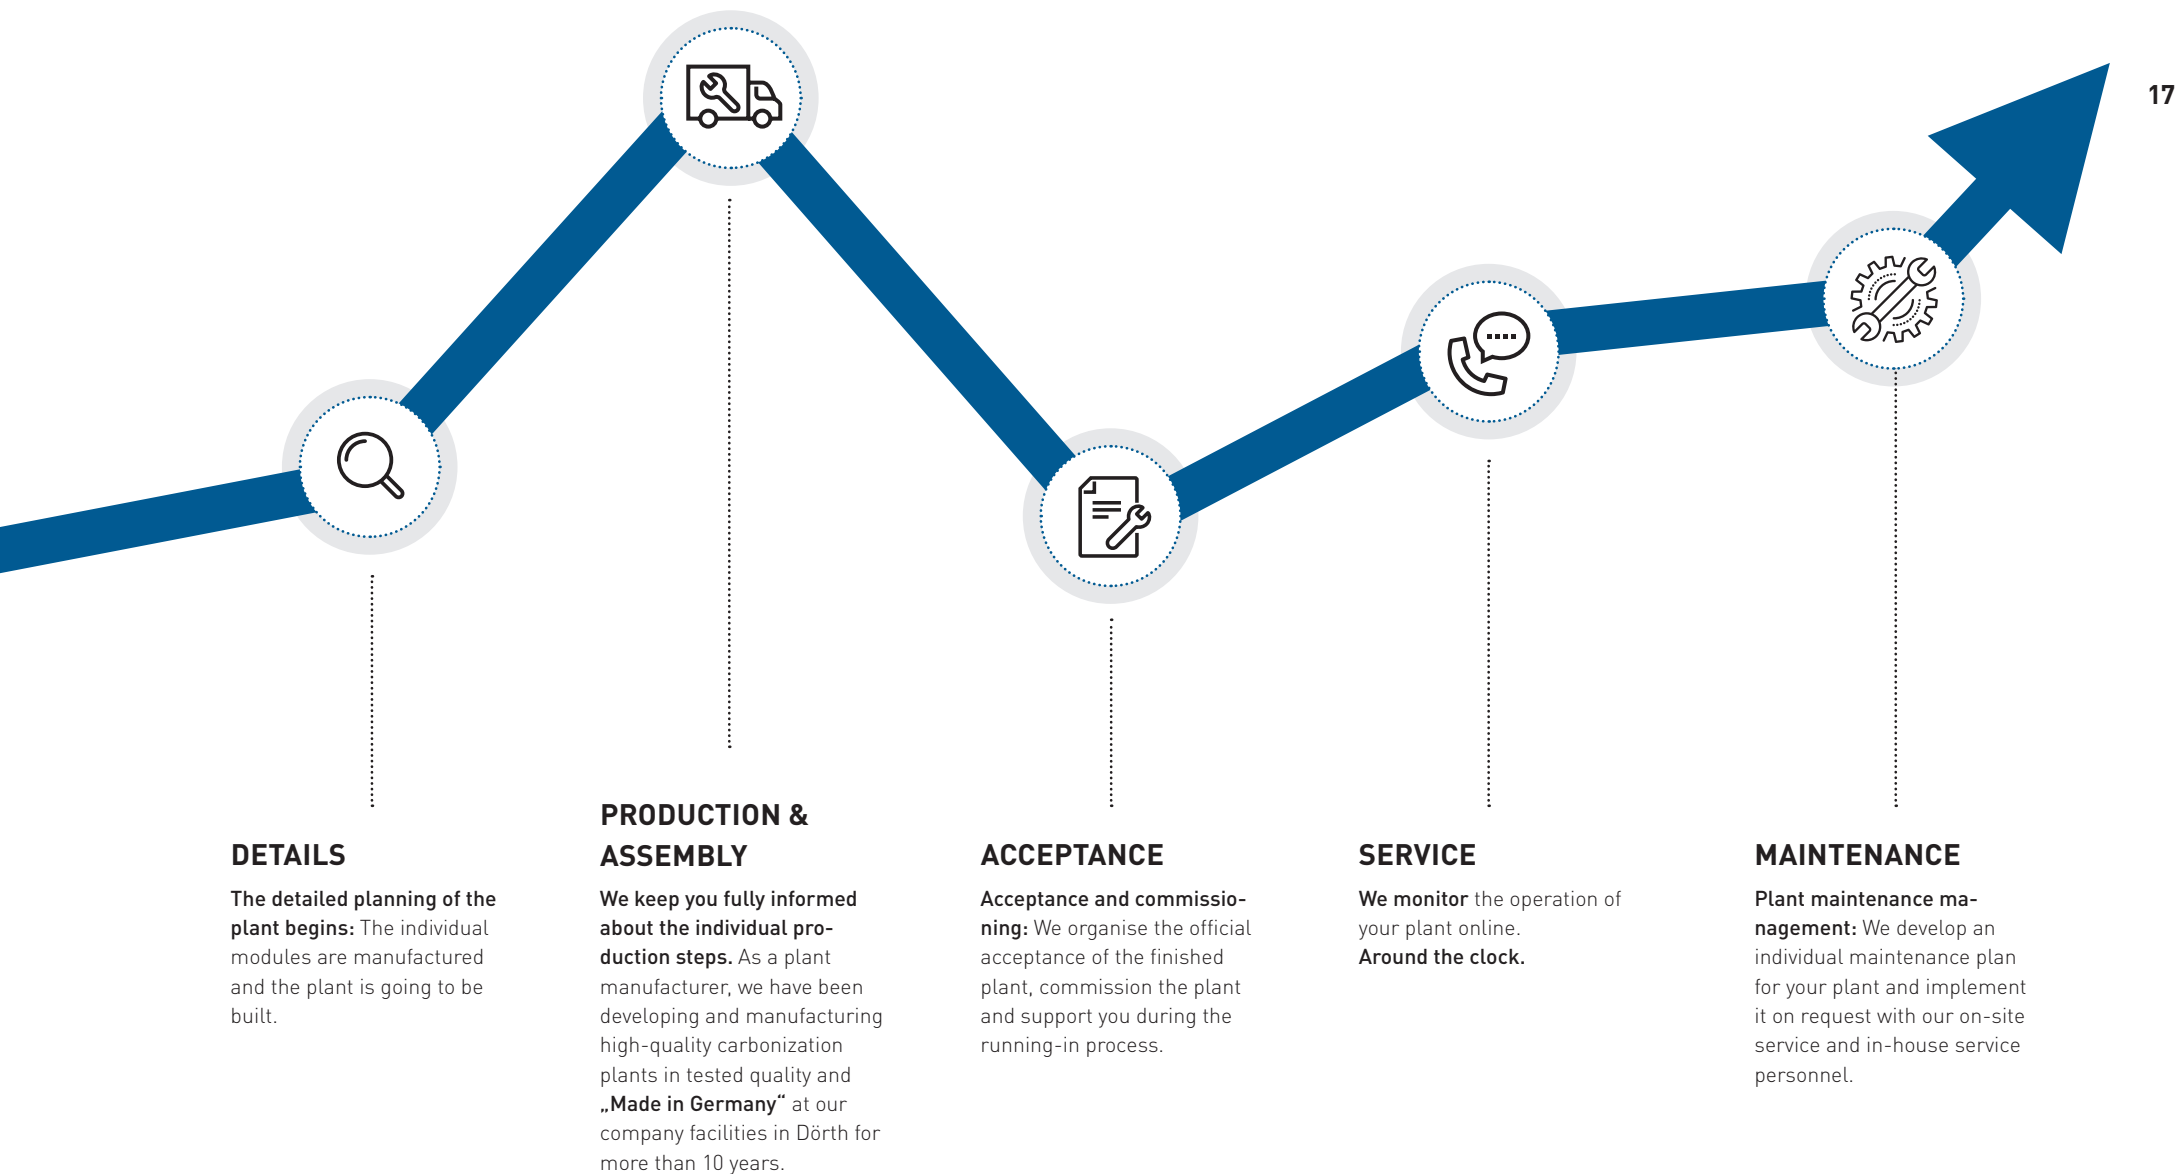 17
DETAILS
The detailed planning of the
plant begins: The individual
modules are manufactured
and the plant is going to be
built.
PRODUCTION &
ASSEMBLY
We keep you fully informed
about the individual pro-
duction steps. As a plant
manufacturer, we have been
developing and manufacturing
high-quality carbonization
plants in tested quality and
„Made in Germany“ at our
company facilities in Dörth for
more than 10 years.
ACCEPTANCE
Acceptance and commissio-
ning: We organise the official
acceptance of the finished
plant, commission the plant
and support you during the
running-in process.
SERVICE
We monitor the operation of
your plant online.
Around the clock.
MAINTENANCE
Plant maintenance ma-
nagement: We develop an
individual maintenance plan
for your plant and implement
it on request with our on-site
service and in-house service
personnel.